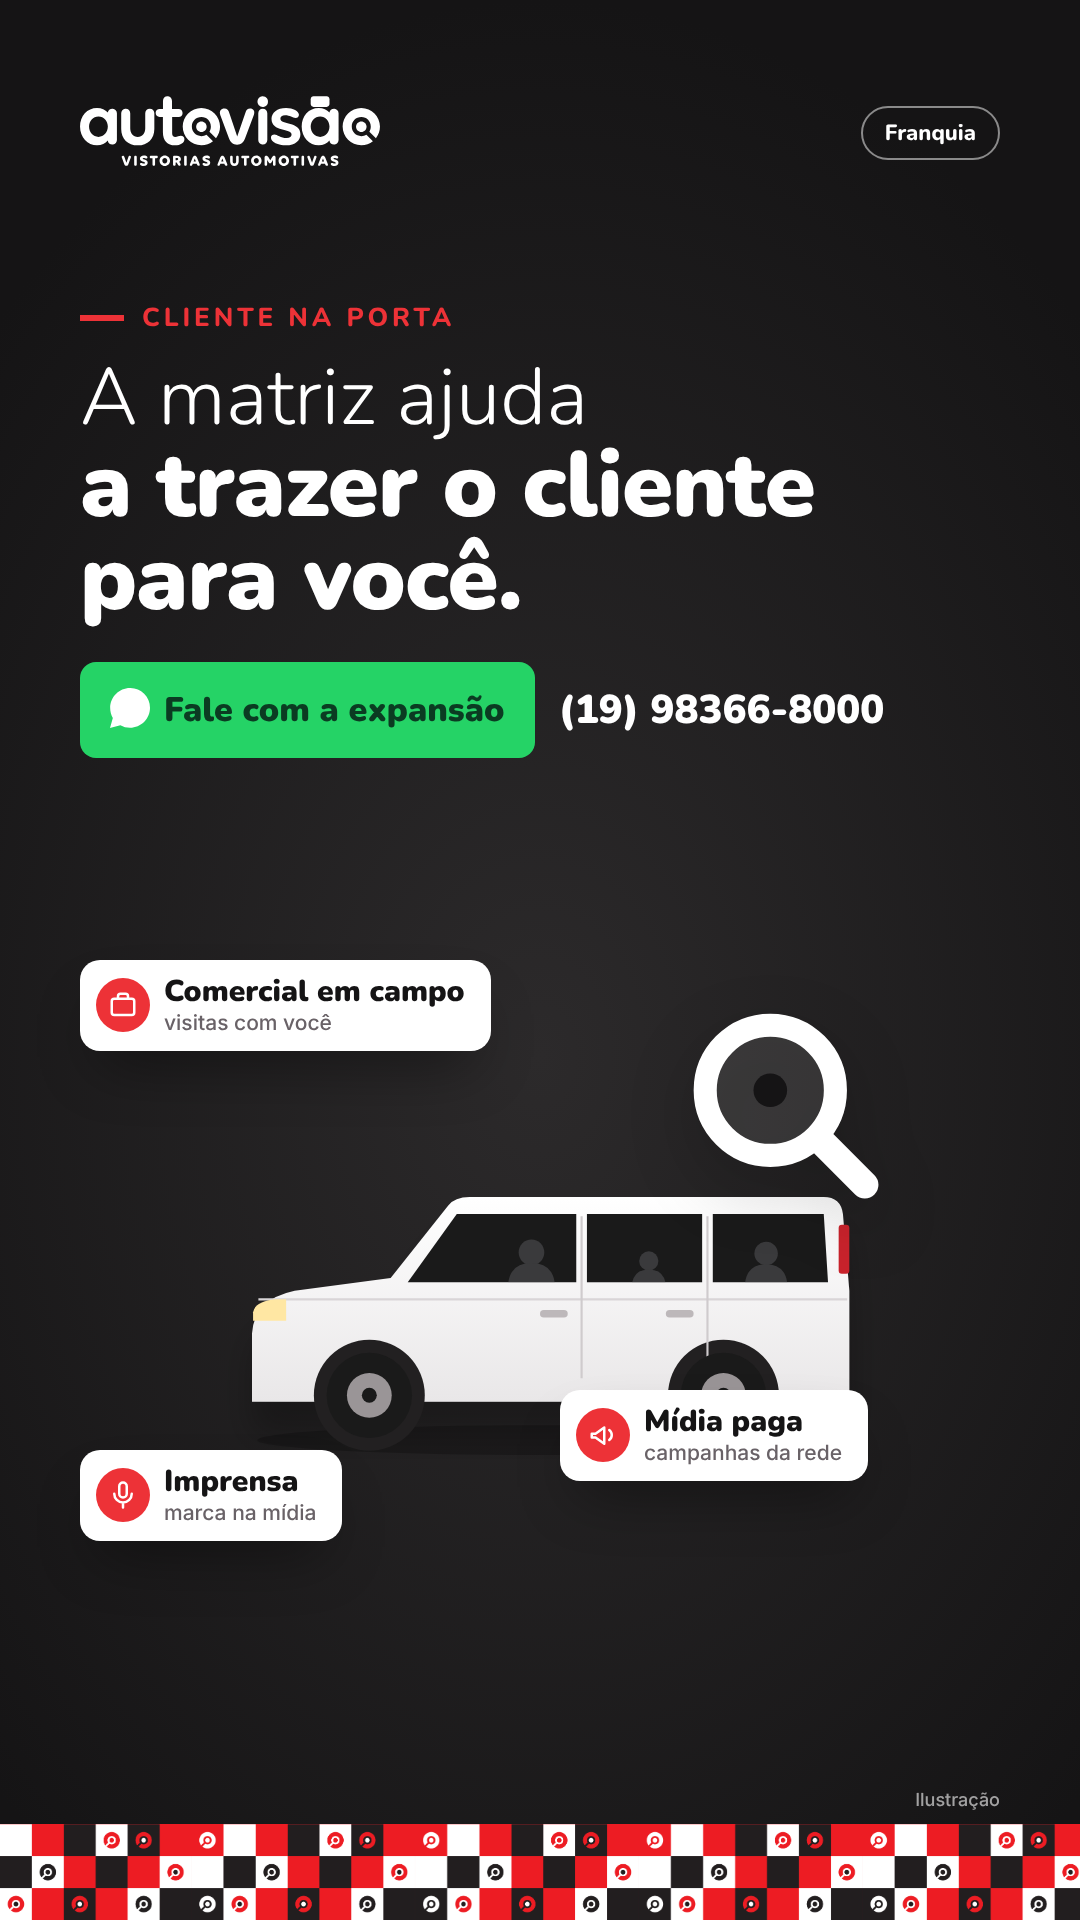 autovisão
VISTORIAS AUTOMOTIVAS
Franquia
CLIENTE NA PORTA
A matriz ajuda
a trazer o cliente
para você.
Fale com a expansão
(19) 98366-8000
Comercial em campo
visitas com você
Mídia paga
campanhas da rede
Imprensa
marca na mídia
Ilustração